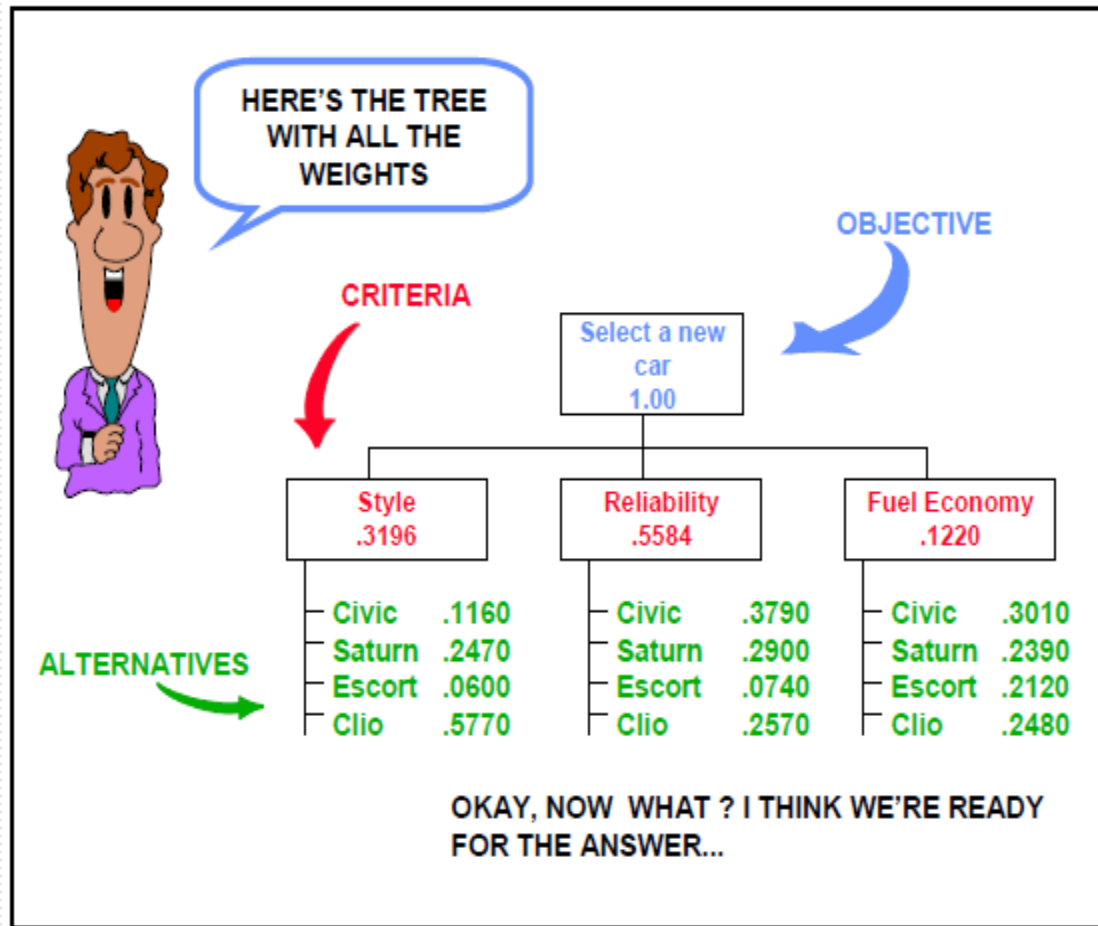 HERE'S THE TREE
WITH ALL THE
WEIGHTS
OBJECTIVE
CRITERIA
Select a new
car
1.00
Style
.3196
Reliability
.5584
Fuel Economy
.1220
ALTERNATIVES
Civic .1160
Saturn .2470
Escort .0600
Clio .5770
Civic .3790
Saturn .2900
Escort .0740
Clio .2570
Civic .3010
Saturn .2390
Escort .2120
Clio .2480
OKAY, NOW WHAT ? I THINK WE'RE READY
FOR THE ANSWER...